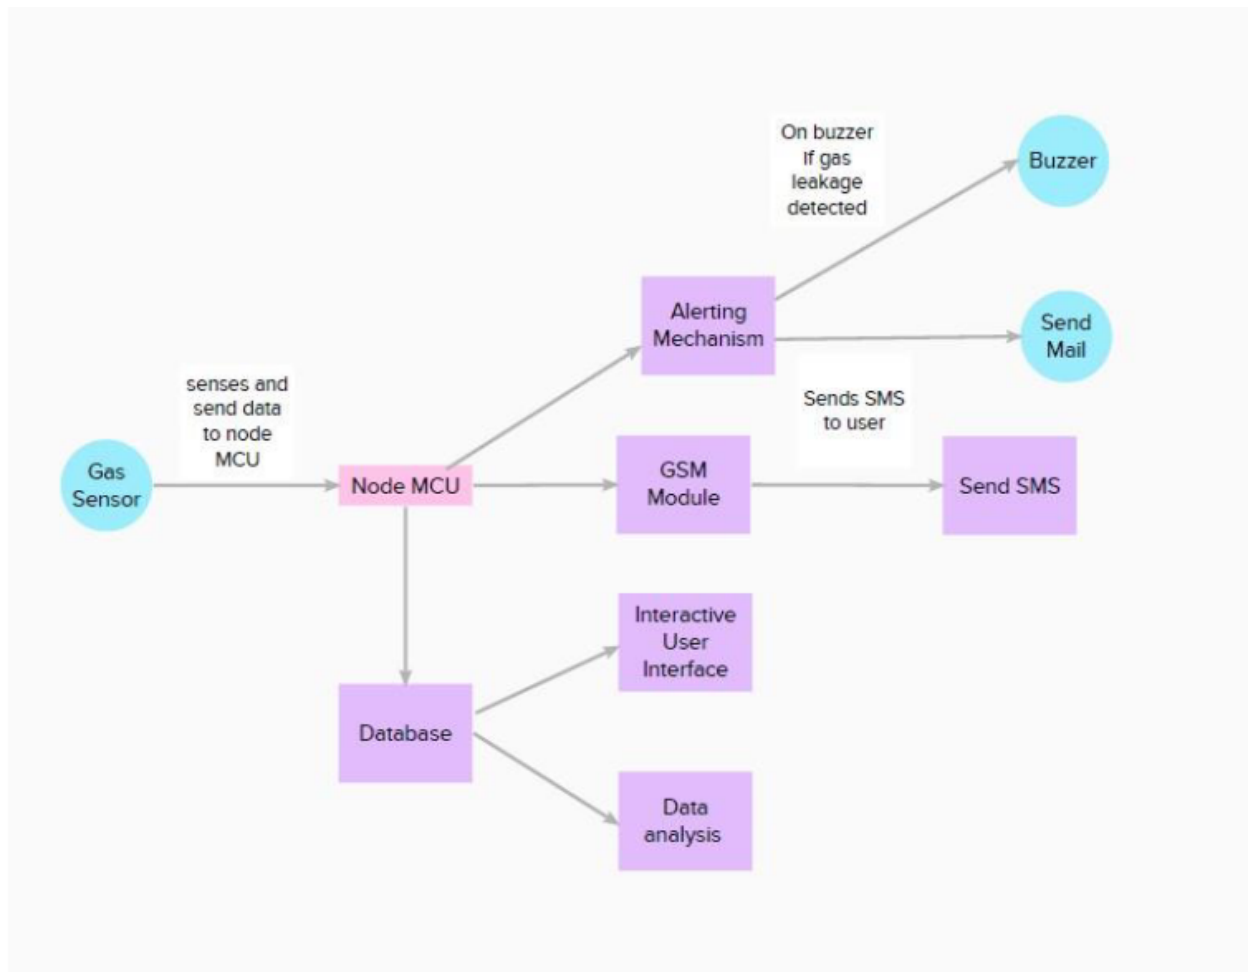 On buzzer
If gas
leakage
detected
Buzzer
Alerting
Mechanism
Send
Mail
senses and
send data
to node
MCU
Sends SMS
to user
Gas
Sensor
Node MCU
GSM
Module
Send SMS
Interactive
User
Interface
Database
Data
analysis